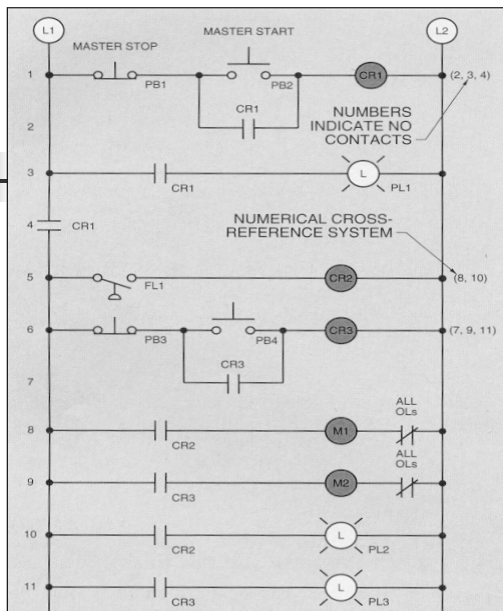 L1
L2
MASTER STOP
MASTER START
1
PB1
PB2
CR1
(2, 3, 4)
CR1
2
NUMBERS
INDICATE NO
CONTACTS
3
CR1
L
PL1
4
CR1
NUMERICAL CROSS-
REFERENCE SYSTEM
5
FL1
CR2
(8, 10)
6
PB3
PB4
CR3
(7, 9, 11)
CR3
7
ALL
OLs
8
CR2
M1
ALL
OLs
9
CR3
M2
10
CR2
L
PL2
11
CR3
L
PL3